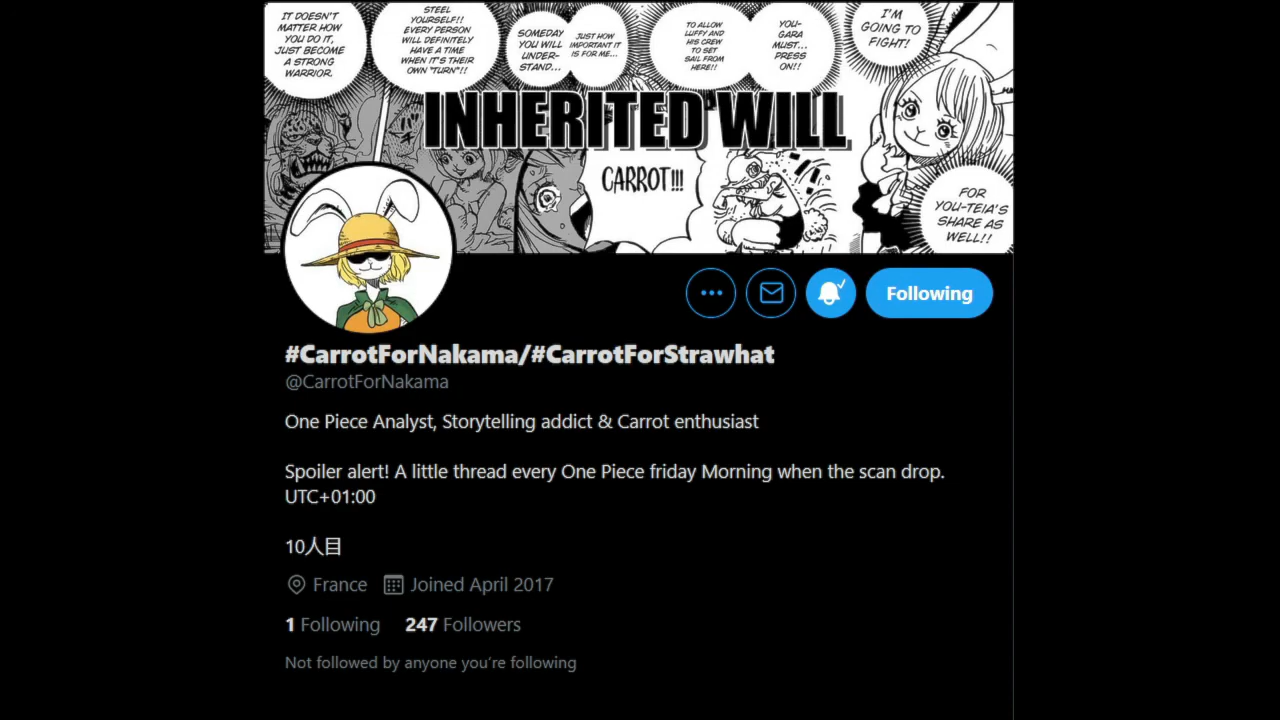 IT DOESN'T
MATTER HOW
YOU DO IT,
JUST BECOME
A STRONG
WARRIOR.
STEEL
YOURSELF!!
EVERY PERSON
WILL DEFINITELY
HAVE A TIME
WHEN IT'S THEIR
OWN "TURN"!!
SOMEDAY
YOU WILL
UNDER-
STAND...
JUST HOW
IMPORTANT IT
IS FOR ME...
TO ALLOW
LUFFY AND
HIS CREW
TO SET
SAIL FROM
HERE!!
YOU-
GARA
MUST...
PRESS
ON!!
I'M
GOING TO
FIGHT!
INHERITED WILL
CARROT!!!
FOR
YOU-TEIA'S
SHARE AS
WELL!!
Following
#CarrotForNakama/#CarrotForStrawhat
@CarrotForNakama
One Piece Analyst, Storytelling addict & Carrot enthusiast
Spoiler alert! A little thread every One Piece friday Morning when the scan drop.
UTC+01:00
10人目
France Joined April 2017
1 Following 247 Followers
Not followed by anyone you're following